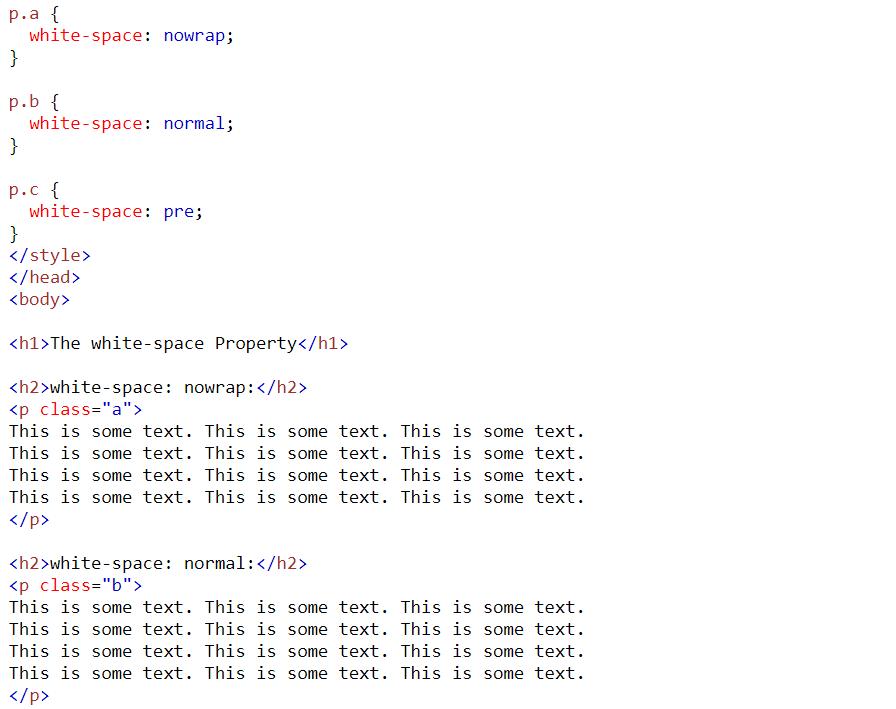 p.a {
  white-space: nowrap;
}

p.b {
  white-space: normal;
}

p.c {
  white-space: pre;
}
</style>
</head>
<body>

<h1>The white-space Property</h1>

<h2>white-space: nowrap:</h2>
<p class="a">
This is some text. This is some text. This is some text.
This is some text. This is some text. This is some text.
This is some text. This is some text. This is some text.
This is some text. This is some text. This is some text.
</p>

<h2>white-space: normal:</h2>
<p class="b">
This is some text. This is some text. This is some text.
This is some text. This is some text. This is some text.
This is some text. This is some text. This is some text.
This is some text. This is some text. This is some text.
</p>